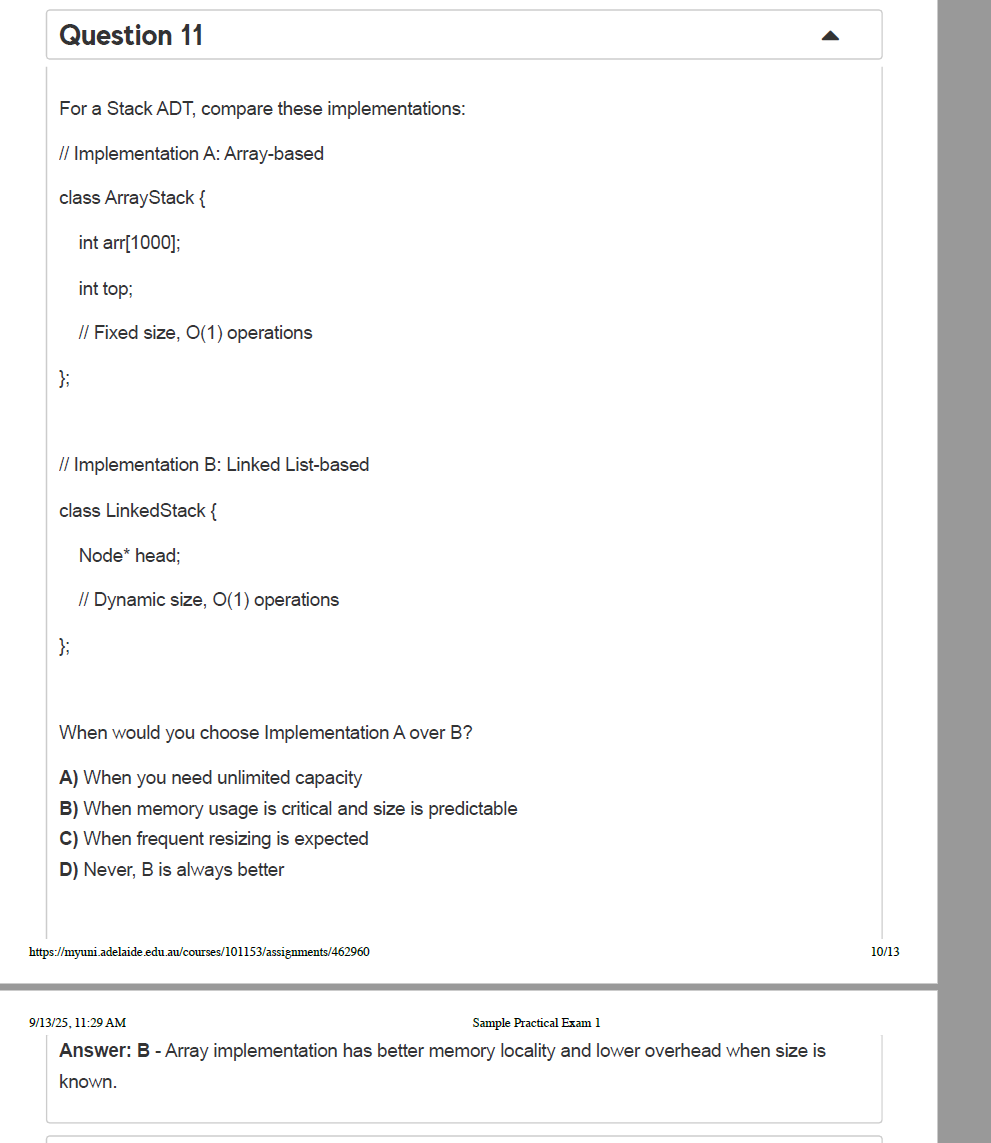 Question 11
For a Stack ADT, compare these implementations:
// Implementation A: Array-based
class ArrayStack {
int arr[1000];
int top;
// Fixed size, O(1) operations
};
// Implementation B: Linked List-based
class LinkedStack {
Node* head;
// Dynamic size, O(1) operations
};
When would you choose Implementation A over B?
A) When you need unlimited capacity
B) When memory usage is critical and size is predictable
C) When frequent resizing is expected
D) Never, B is always better
https://myuni.adelaide.edu.au/courses/101153/assignments/462960 10/13
9/13/25, 11:29 AM Sample Practical Exam 1
Answer: B - Array implementation has better memory locality and lower overhead when size is
known.